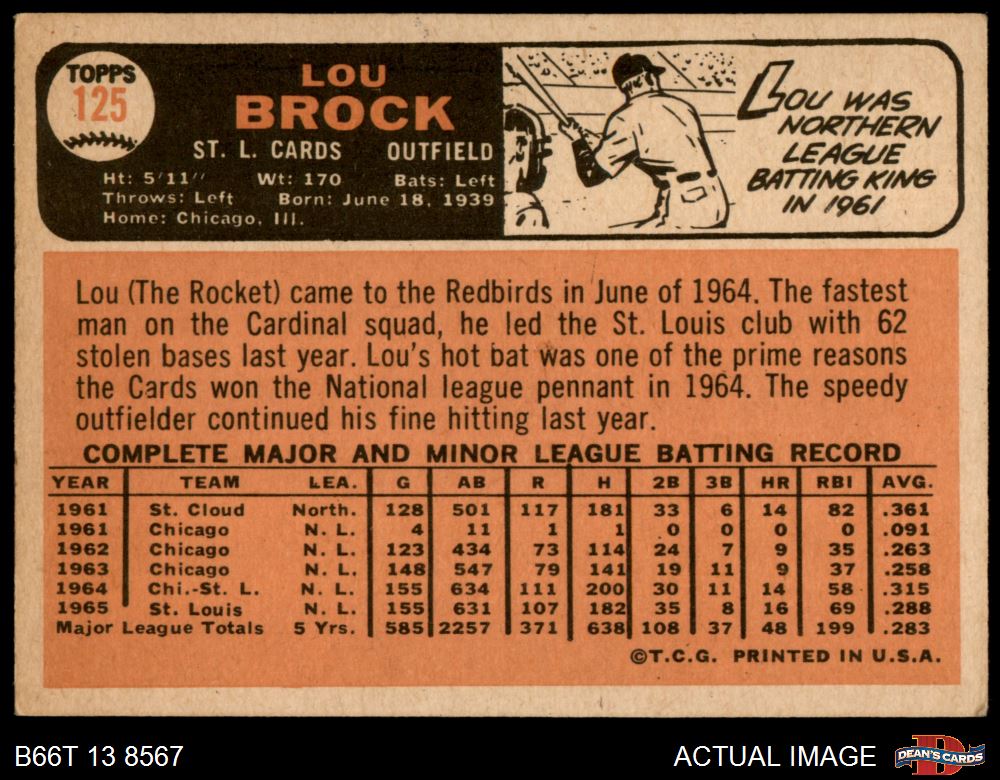 TOPPS
125
LOU
BROCK
ST. L. CARDS OUTFIELD
Ht: 5'11" Wt: 170 Bats: Left
Throws: Left Born: June 18, 1939
Home: Chicago, Ill.
LOU WAS
NORTHERN
LEAGUE
BATTING KING
IN 1961
Lou (The Rocket) came to the Redbirds in June of 1964. The fastest
man on the Cardinal squad, he led the St. Louis club with 62
stolen bases last year. Lou's hot bat was one of the prime reasons
the Cards won the National league pennant in 1964. The speedy
outfielder continued his fine hitting last year.
COMPLETE MAJOR AND MINOR LEAGUE BATTING RECORD
YEAR TEAM LEA. G AB R H 2B 3B HR RBI AVG.
1961 St. Cloud North. 128 501 117 181 33 6 14 82 .361
1961 Chicago N. L. 4 11 1 1 0 0 0 0 .091
1962 Chicago N. L. 123 434 73 114 24 7 9 35 .263
1963 Chicago N. L. 148 547 79 141 19 11 9 37 .258
1964 Chi.-St. L. N. L. 155 634 111 200 30 11 14 58 .315
1965 St. Louis N. L. 155 631 107 182 35 8 16 69 .288
Major League Totals 5 Yrs. 585 2257 371 638 108 37 48 199 .283
©T.C.G. PRINTED IN U.S.A.
B66T 13 8567
ACTUAL IMAGE
DEAN'S CARDS